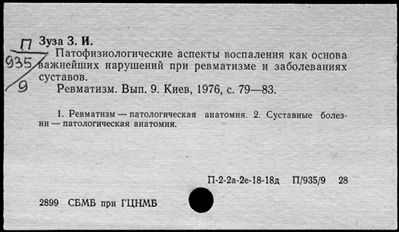 П
935
9
Зуза З. И.
Патофизиологические аспекты воспаления как основа
важнейших нарушений при ревматизме и заболеваниях
суставов.
Ревматизм. Вып. 9. Киев, 1976, с. 79—83.
1. Ревматизм — патологическая анатомия. 2. Суставные болез-
ни — патологическая анатомия.
П-2-2а-2е-18-18д П/935/9 28
2899 СБМБ при ГЦНМБ